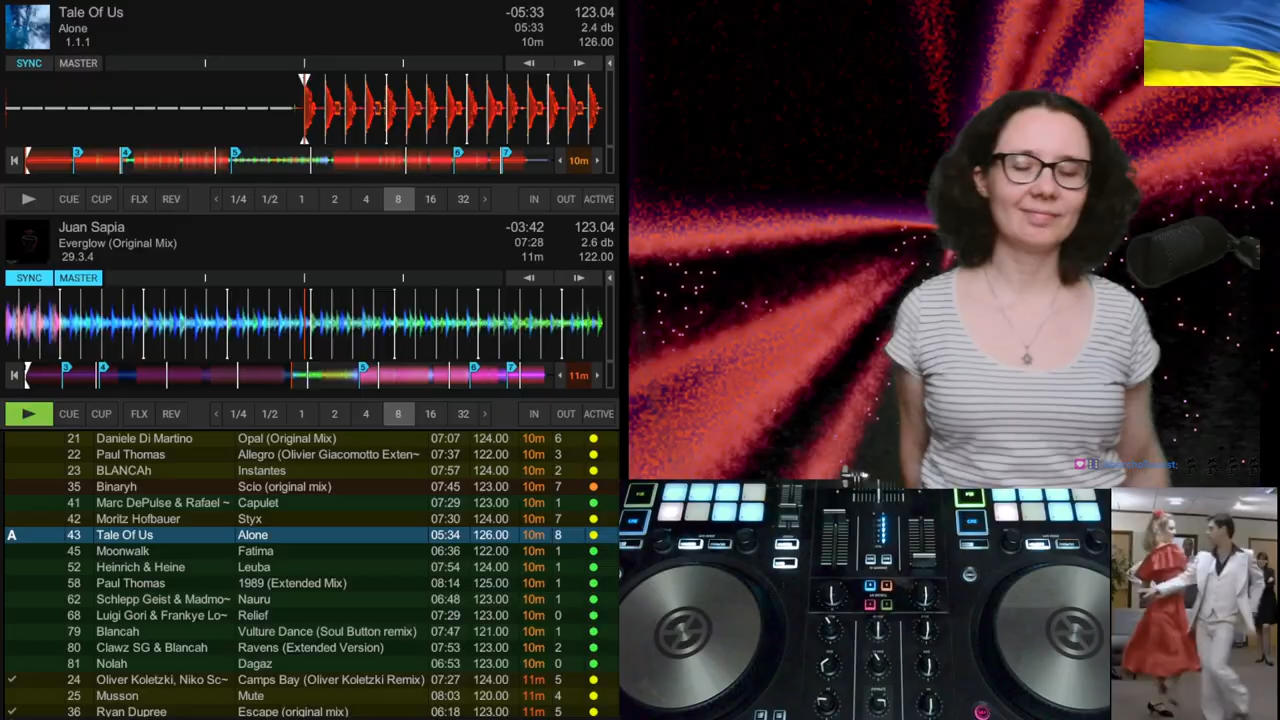 Tale Of Us -05:33 123.04
Alone 05:33 2.4 db
1.1.1 10m 126.00
SYNC MASTER
3 4 5 6 7 10m
CUE CUP FLX REV 1/4 1/2 1 2 4 8 16 32 IN OUT ACTIVE
Juan Sapia -03:42 123.04
Everglow (Original Mix) 07:28 2.6 db
29.3.4 11m 122.00
SYNC MASTER
3 4 5 6 7 11m
CUE CUP FLX REV 1/4 1/2 1 2 4 8 16 32 IN OUT ACTIVE
21 Daniele Di Martino Opal (Original Mix) 07:07 124.00 10m 6
22 Paul Thomas Allegro (Olivier Giacomotto Exten~ 07:37 122.00 10m 3
23 BLANCAh Instantes 07:57 124.00 10m 2
35 Binaryh Scio (original mix) 07:45 123.00 10m 7
41 Marc DePulse & Rafael ~ Capulet 07:29 123.00 10m 1
42 Moritz Hofbauer Styx 07:30 124.00 10m 7
A 43 Tale Of Us Alone 05:34 126.00 10m 8
45 Moonwalk Fatima 06:36 122.00 10m 1
52 Heinrich & Heine Leuba 07:54 124.00 10m 1
58 Paul Thomas 1989 (Extended Mix) 08:14 125.00 10m 1
62 Schlepp Geist & Madmo~ Nauru 06:48 123.00 10m 1
68 Luigi Gori & Frankye Lo~ Relief 07:29 123.00 10m 0
79 Blancah Vulture Dance (Soul Button remix) 07:47 121.00 10m 1
80 Clawz SG & Blancah Ravens (Extended Version) 07:53 123.00 10m 2
81 Nolah Dagaz 06:53 123.00 10m 0
24 Oliver Koletzki, Niko Sc~ Camps Bay (Oliver Koletzki Remix) 07:27 120.00 11m 5
25 Musson Mute 08:03 120.00 11m 4
36 Ryan Dupree Escape (original mix) 06:18 123.00 11m 5